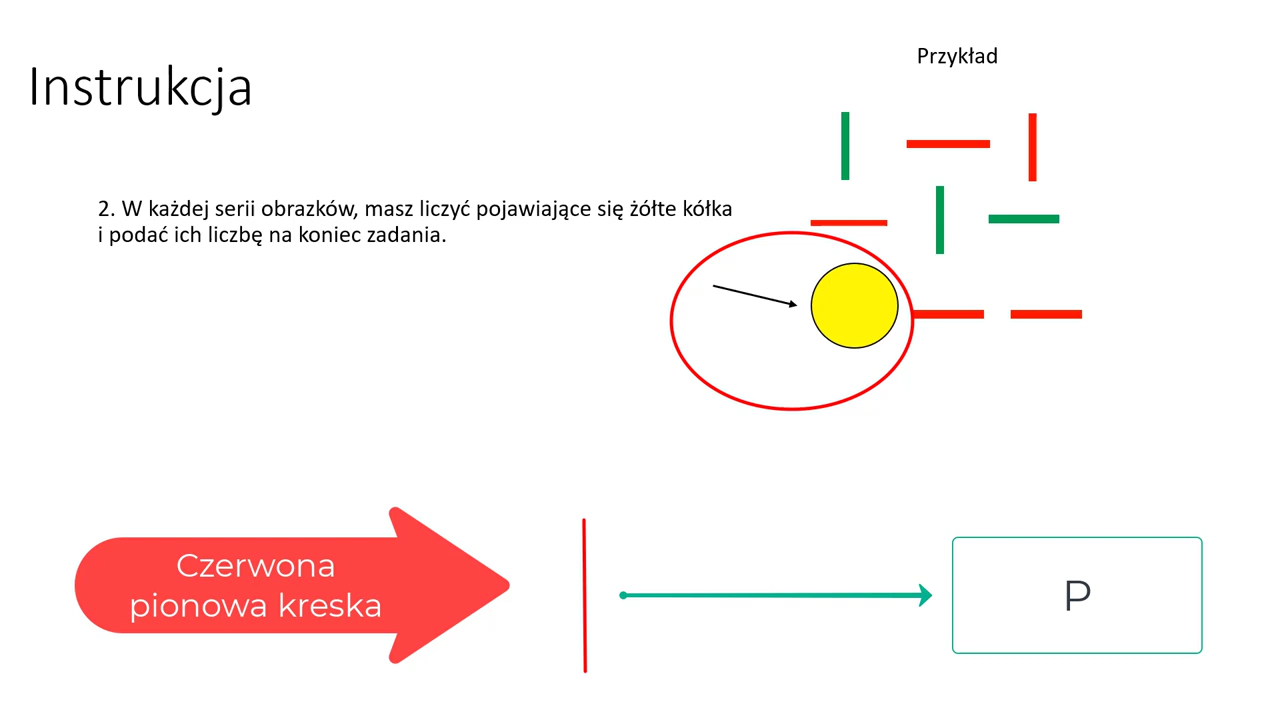 Instrukcja
Przykład
2. W każdej serii obrazków, masz liczyć pojawiające się żółte kółka
i podać ich liczbę na koniec zadania.
Czerwona
pionowa kreska
P